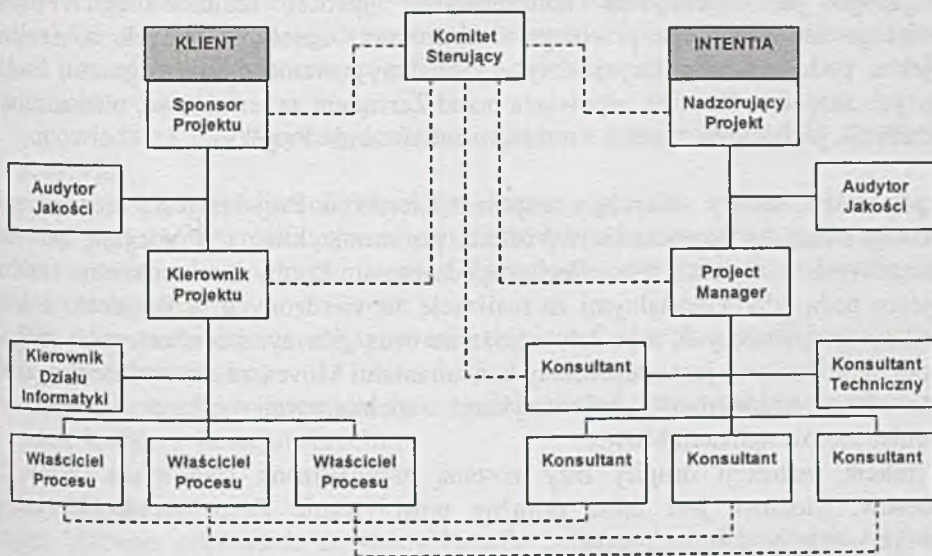 KLIENT
Sponsor
Projektu
Komitet
Sterujący
INTENTIA
Nadzorujący
Projekt
Audytor
Jakości
Audytor
Jakości
Kierownik
Projektu
Project
Manager
Kierownik
Działu
Informatyki
Konsultant
Konsultant
Techniczny
Właściciel
Procesu
Właściciel
Procesu
Właściciel
Procesu
Konsultant
Konsultant
Konsultant